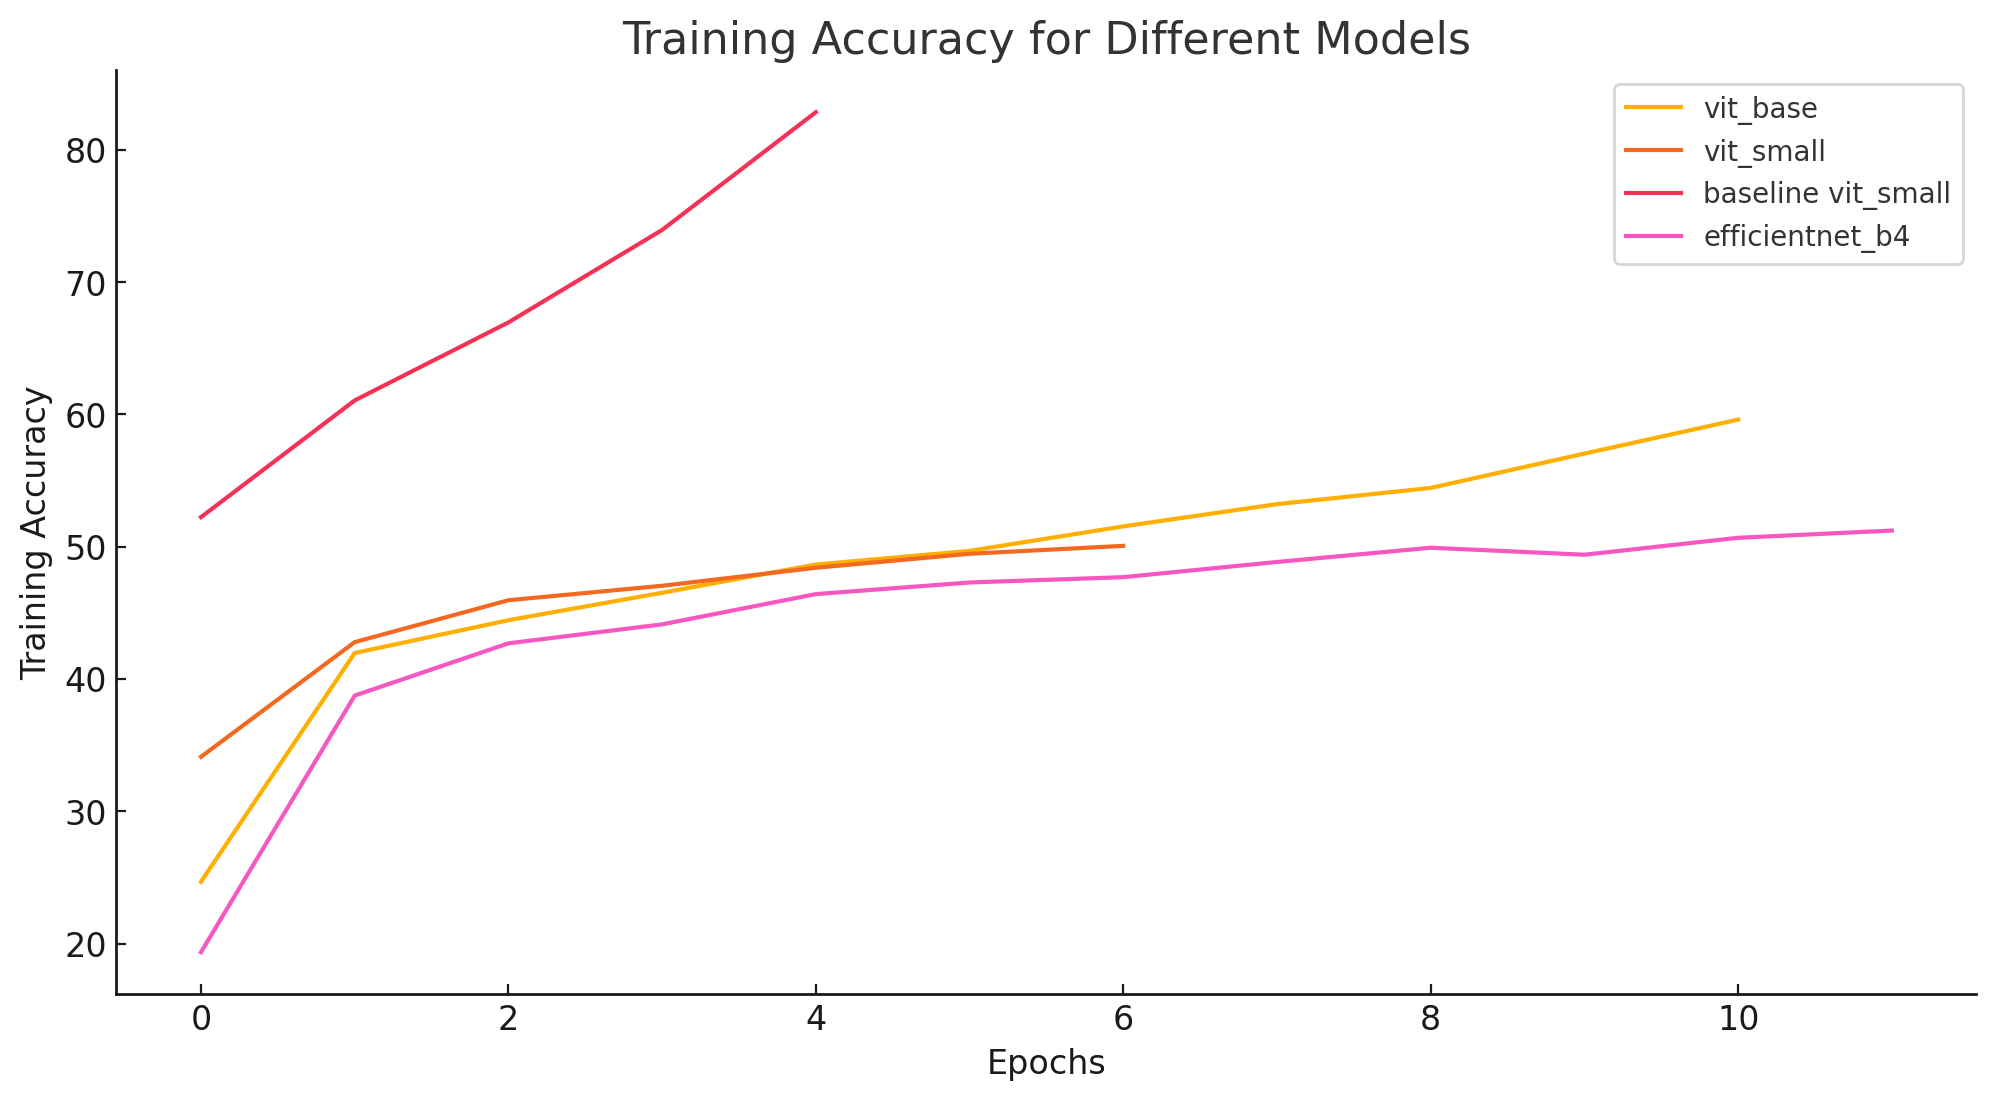 Training Accuracy for Different Models
vit_base
vit_small
baseline vit_small
efficientnet_b4
Training Accuracy
80
70
60
50
40
30
20
0 2 4 6 8 10
Epochs